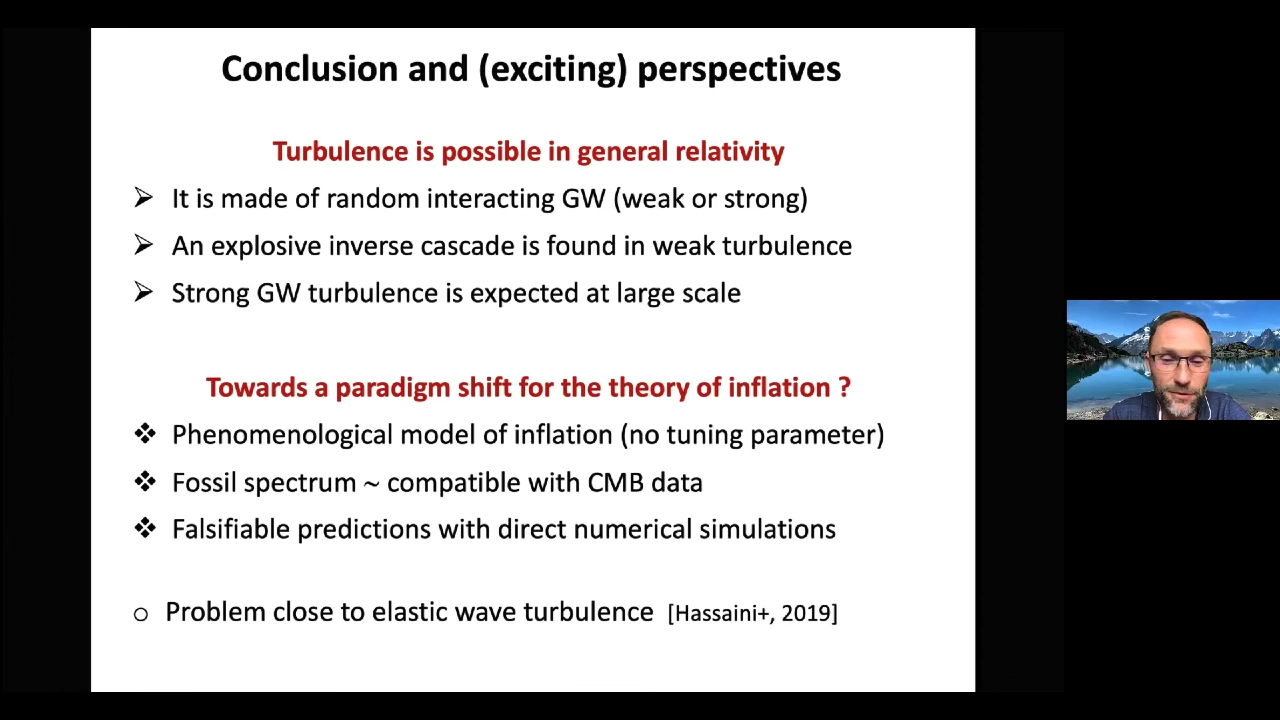 Conclusion and (exciting) perspectives
Turbulence is possible in general relativity
It is made of random interacting GW (weak or strong)
An explosive inverse cascade is found in weak turbulence
Strong GW turbulence is expected at large scale
Towards a paradigm shift for the theory of inflation ?
Phenomenological model of inflation (no tuning parameter)
Fossil spectrum ~ compatible with CMB data
Falsifiable predictions with direct numerical simulations
Problem close to elastic wave turbulence [Hassaini+, 2019]